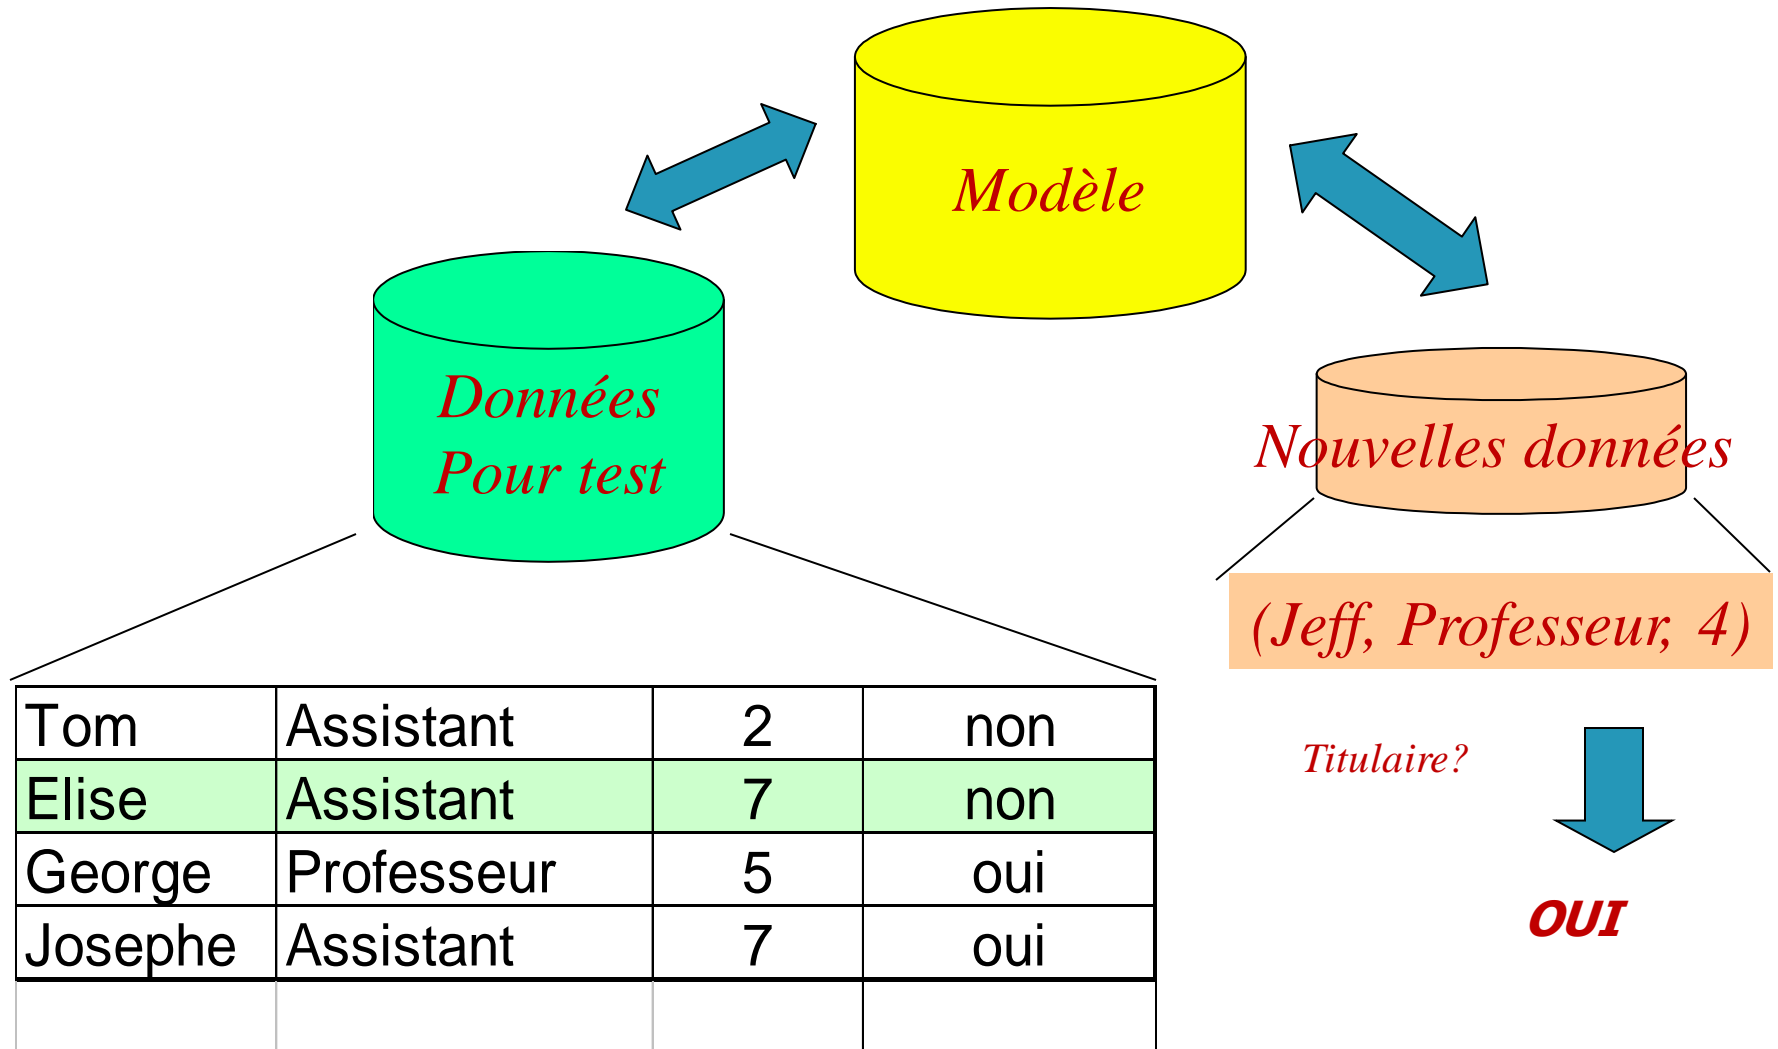 Modèle
Données
Pour test
Nouvelles données
(Jeff, Professeur, 4)
Tom Assistant 2 non
Elise Assistant 7 non
George Professeur 5 oui
Josephe Assistant 7 oui
Titulaire?
OUI